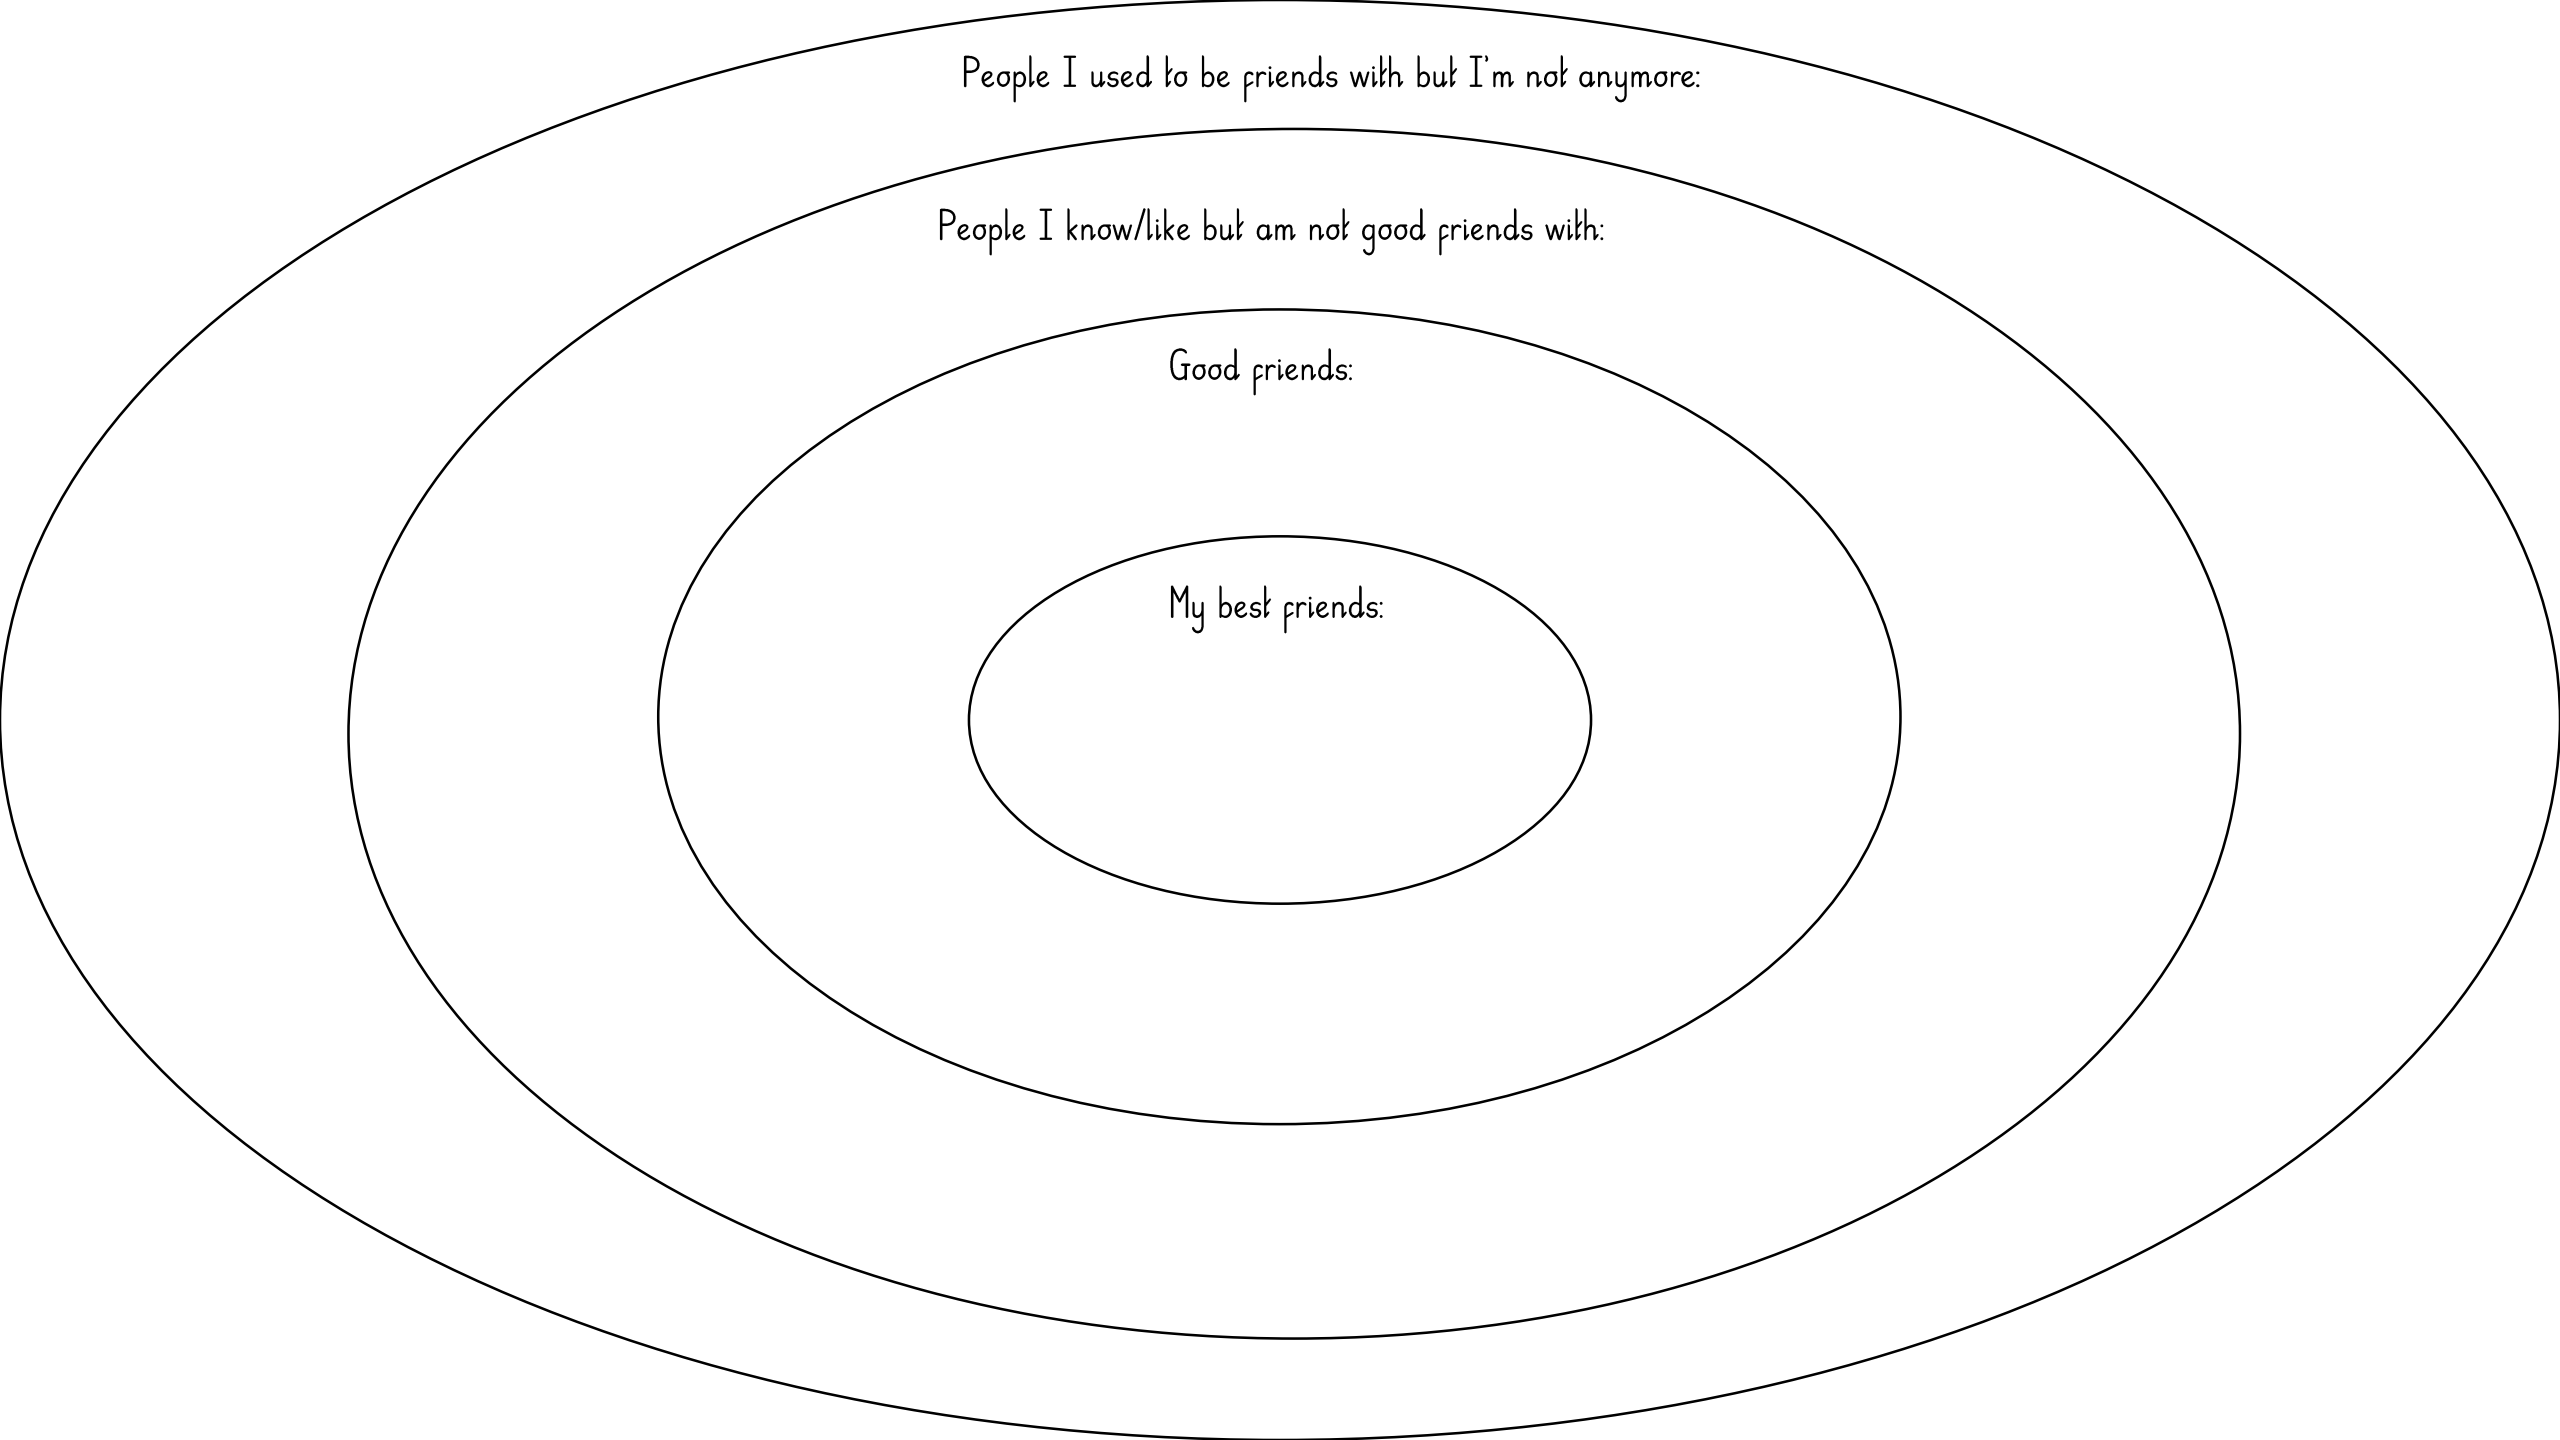 People I used to be friends with but I'm not anymore:
People I know/like but am not good friends with:
Good friends:
My best friends: